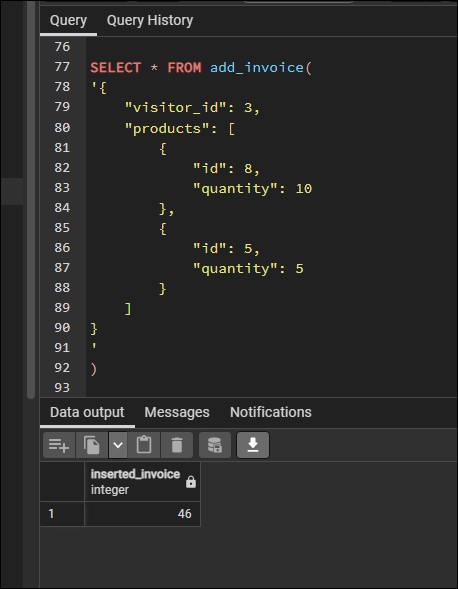 Query Query History
76
77 SELECT * FROM add_invoice(
78 '{
79     "visitor_id": 3,
80     "products": [
81         {
82             "id": 8,
83             "quantity": 10
84         },
85         {
86             "id": 5,
87             "quantity": 5
88         }
89     ]
90 }
91 '
92 )
93
Data output Messages Notifications
inserted_invoice
integer
1 46